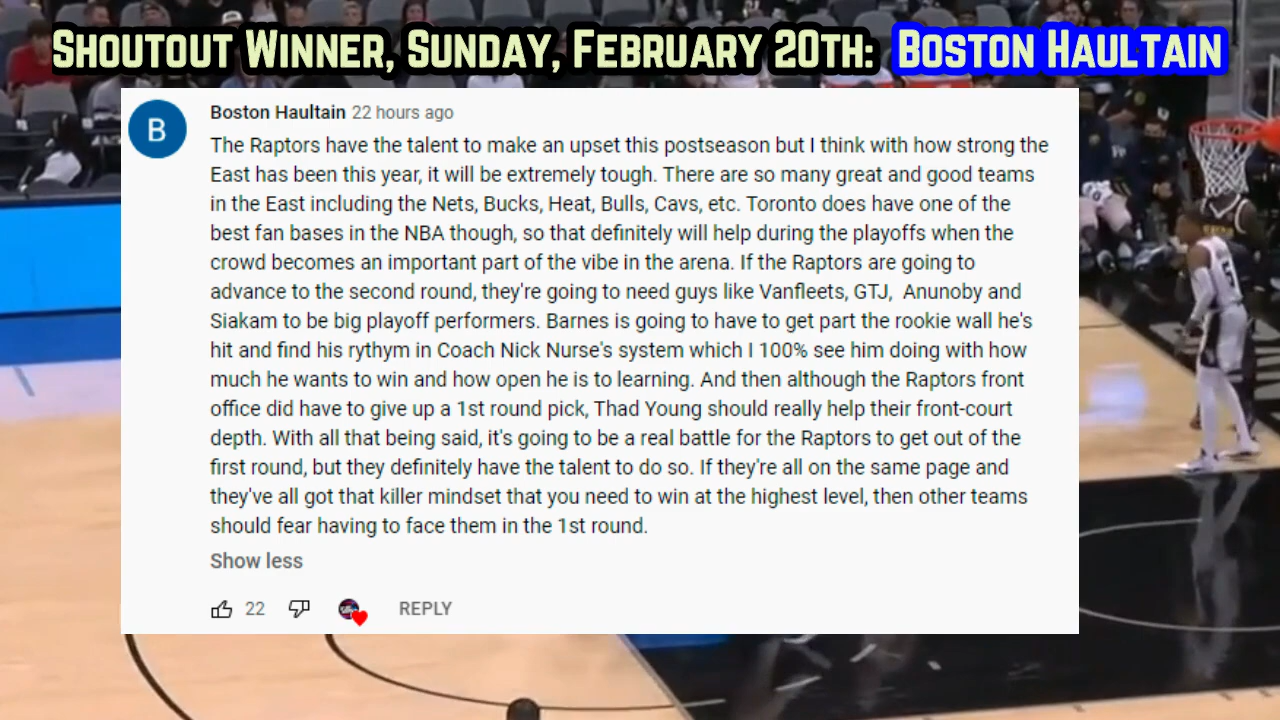 Shoutout Winner, Sunday, February 20th: Boston Haultain
B
Boston Haultain 22 hours ago
The Raptors have the talent to make an upset this postseason but I think with how strong the
East has been this year, it will be extremely tough. There are so many great and good teams
in the East including the Nets, Bucks, Heat, Bulls, Cavs, etc. Toronto does have one of the
best fan bases in the NBA though, so that definitely will help during the playoffs when the
crowd becomes an important part of the vibe in the arena. If the Raptors are going to
advance to the second round, they're going to need guys like Vanfleets, GTJ,  Anunoby and
Siakam to be big playoff performers. Barnes is going to have to get part the rookie wall he's
hit and find his rythym in Coach Nick Nurse's system which I 100% see him doing with how
much he wants to win and how open he is to learning. And then although the Raptors front
office did have to give up a 1st round pick, Thad Young should really help their front-court
depth. With all that being said, it's going to be a real battle for the Raptors to get out of the
first round, but they definitely have the talent to do so. If they're all on the same page and
they've all got that killer mindset that you need to win at the highest level, then other teams
should fear having to face them in the 1st round.
Show less
22 REPLY
5